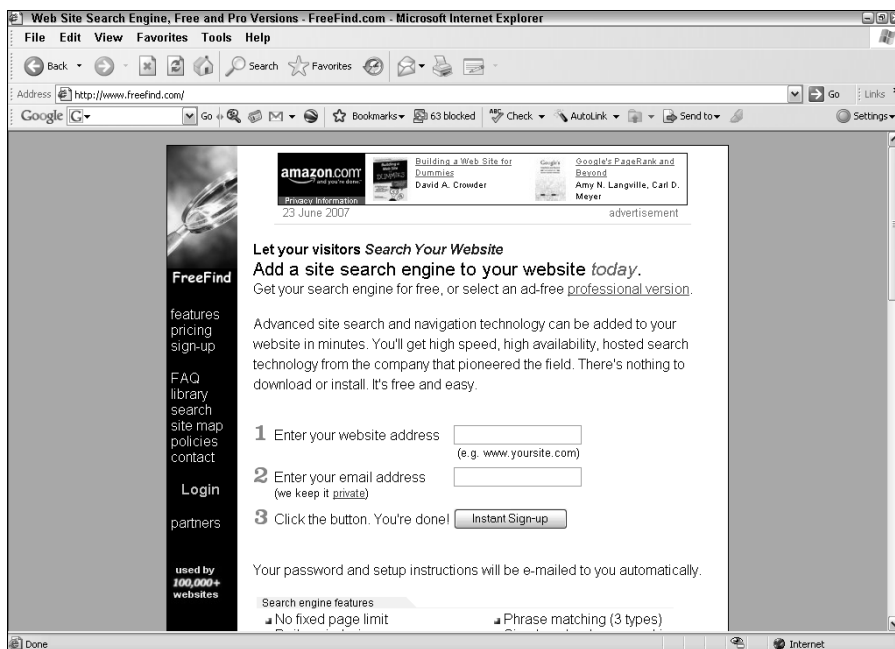 Web Site Search Engine, Free and Pro Versions - FreeFind.com - Microsoft Internet Explorer
File Edit View Favorites Tools Help
Back Search Favorites
Address http://www.freefind.com/ Go Links
Google G Go Bookmarks 63 blocked ABC Check AutoLink Send to Settings
amazon.com
and you're done.
Privacy Information
Building a Web Site for
Dummies
David A. Crowder
Google's PageRank and
Beyond
Amy N. Langville, Carl D.
Meyer
23 June 2007 advertisement
FreeFind
features
pricing
sign-up
FAQ
library
search
site map
policies
contact
Login
partners
used by
100,000+
websites
Let your visitors Search Your Website
Add a site search engine to your website today.
Get your search engine for free, or select an ad-free professional version.
Advanced site search and navigation technology can be added to your
website in minutes. You'll get high speed, high availability, hosted search
technology from the company that pioneered the field. There's nothing to
download or install. It's free and easy.
1 Enter your website address
(e.g. www.yoursite.com)
2 Enter your email address
(we keep it private)
3 Click the button. You're done! Instant Sign-up
Your password and setup instructions will be e-mailed to you automatically.
Search engine features
No fixed page limit Phrase matching (3 types)
Done Internet